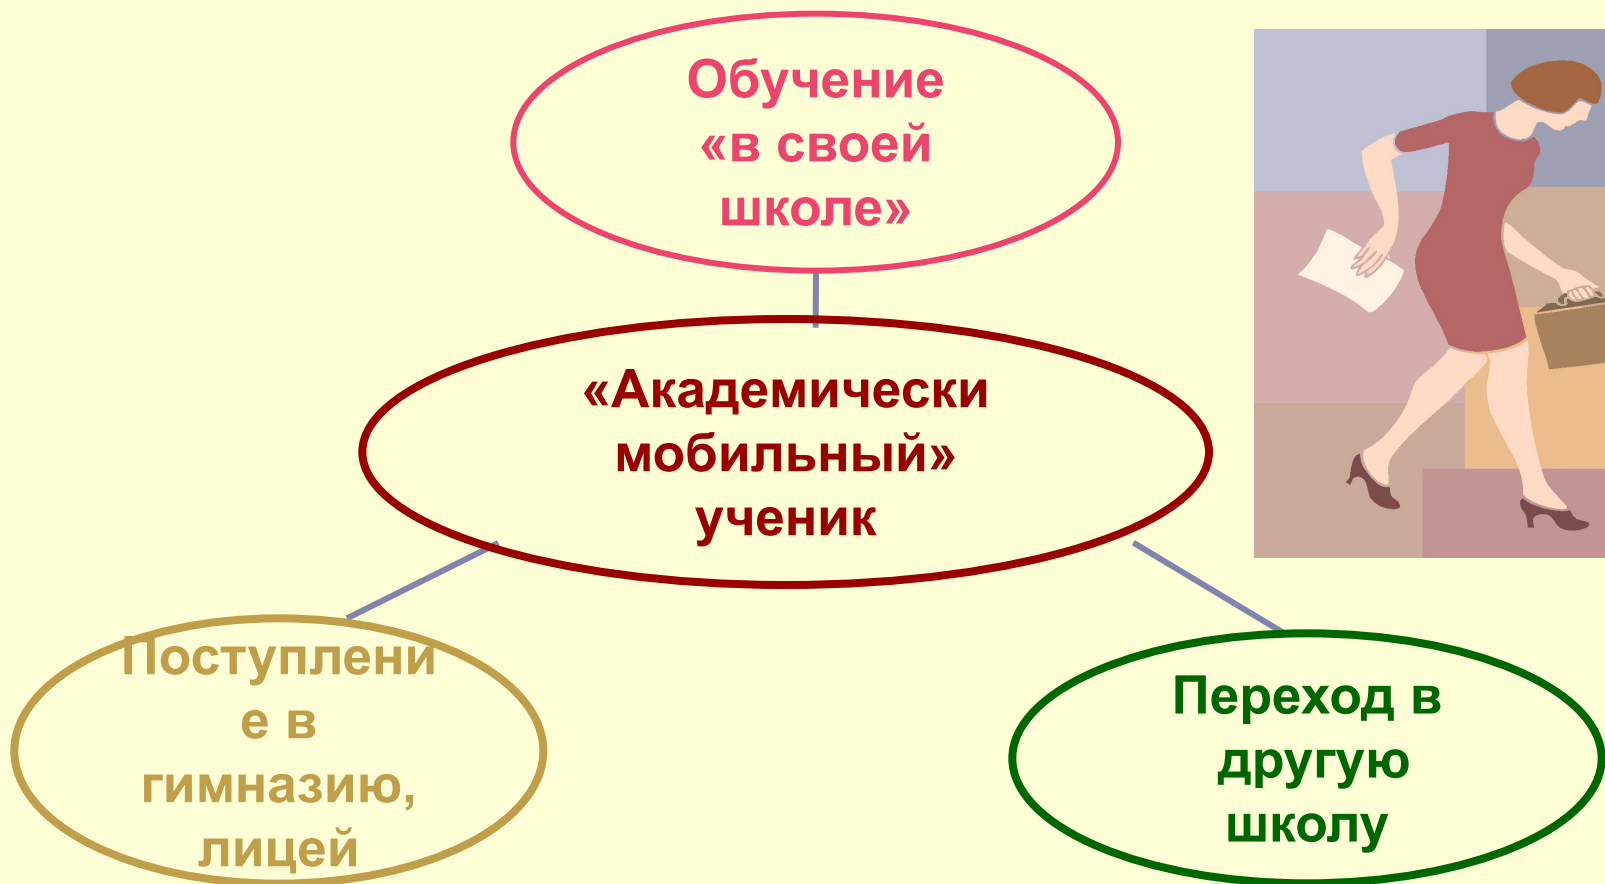 Обучение
«в своей
школе»
«Академически
мобильный»
ученик
Поступлени
е в
гимназию,
лицей
Переход в
другую
школу